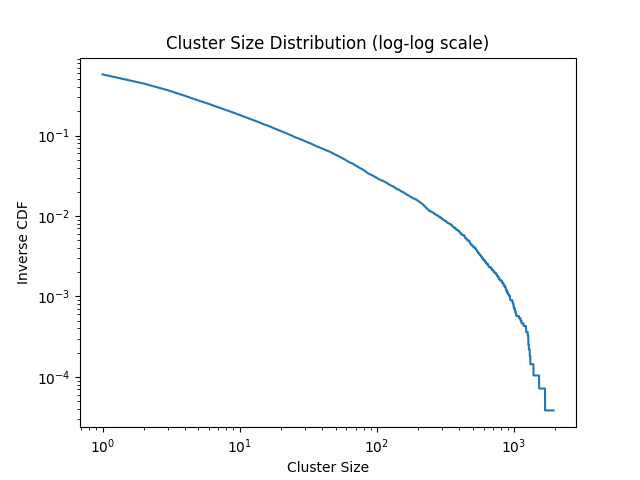 Cluster Size Distribution (log-log scale)
Inverse CDF
10⁻¹
10⁻²
10⁻³
10⁻⁴
10⁰ 10¹ 10² 10³
Cluster Size